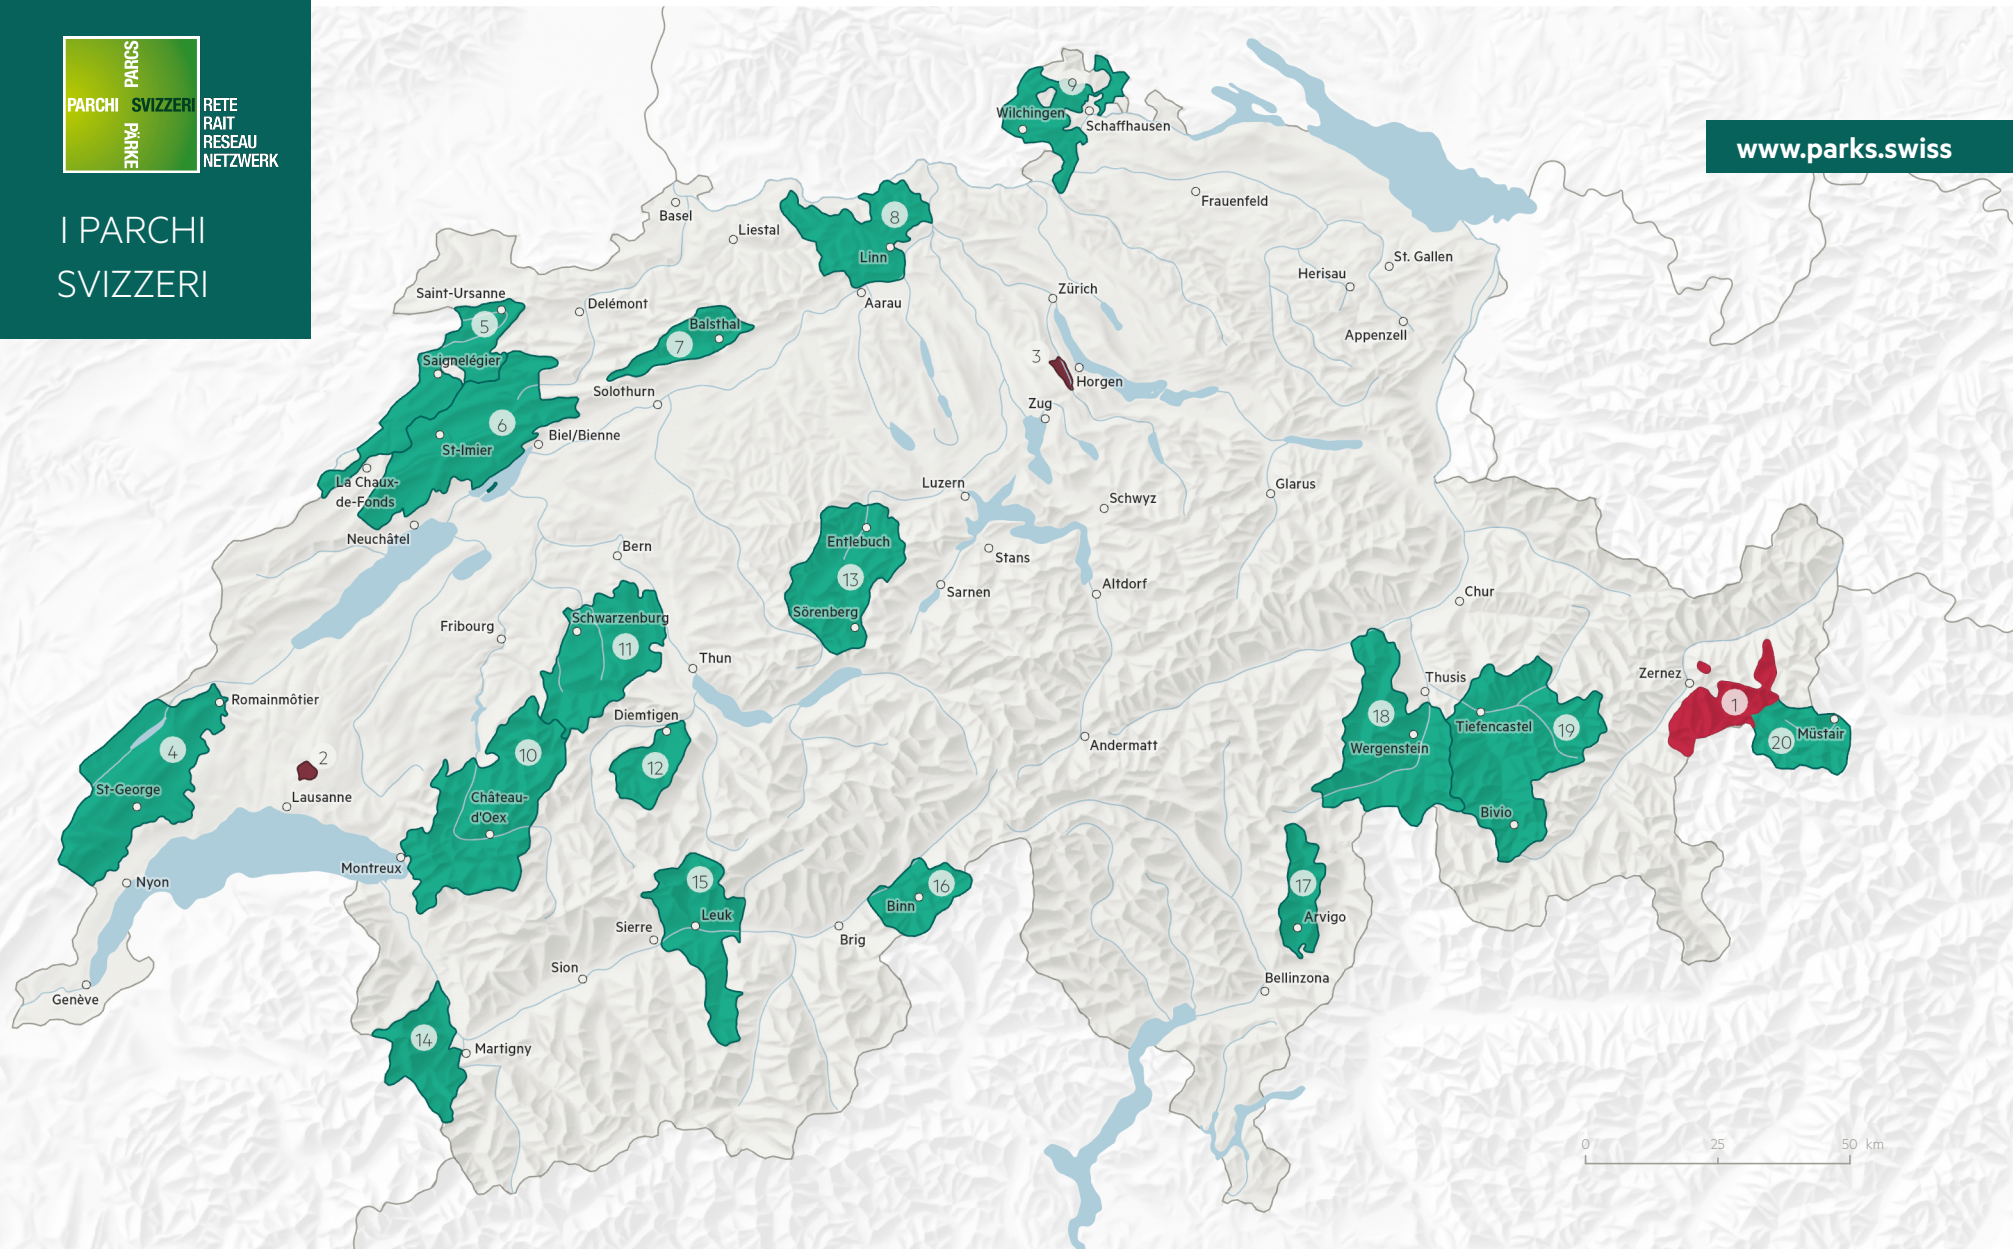 PARCS
PARCHI SVIZZERI
PÄRKE
RETE
RAIT
RESEAU
NETZWERK
I PARCHI
SVIZZERI
www.parks.swiss
9
Wilchingen
Schaffhausen
Frauenfeld
Basel
Liestal
8
Linn
Aarau
St. Gallen
Herisau
Appenzell
Zürich
Saint-Ursanne
5
Delémont
Balsthal
7
Saignelégier
Solothurn
3
Horgen
Zug
6
St-Imier
Biel/Bienne
La Chaux-
de-Fonds
Neuchâtel
Luzern
Schwyz
Glarus
Entlebuch
13
Sörenberg
Stans
Sarnen
Altdorf
Bern
Chur
Schwarzenburg
11
Fribourg
Thun
Thusis
Zernez
Romainmôtier
Diemtigen
18
Wergenstein
Tiefencastel
19
1
20
Müstair
4
2
10
12
Andermatt
St-George
Lausanne
Château-
d'Oex
Bivio
Montreux
Nyon
15
Leuk
16
Binn
17
Arvigo
Sierre
Brig
Sion
Bellinzona
Genève
14
Martigny
0 25 50 km